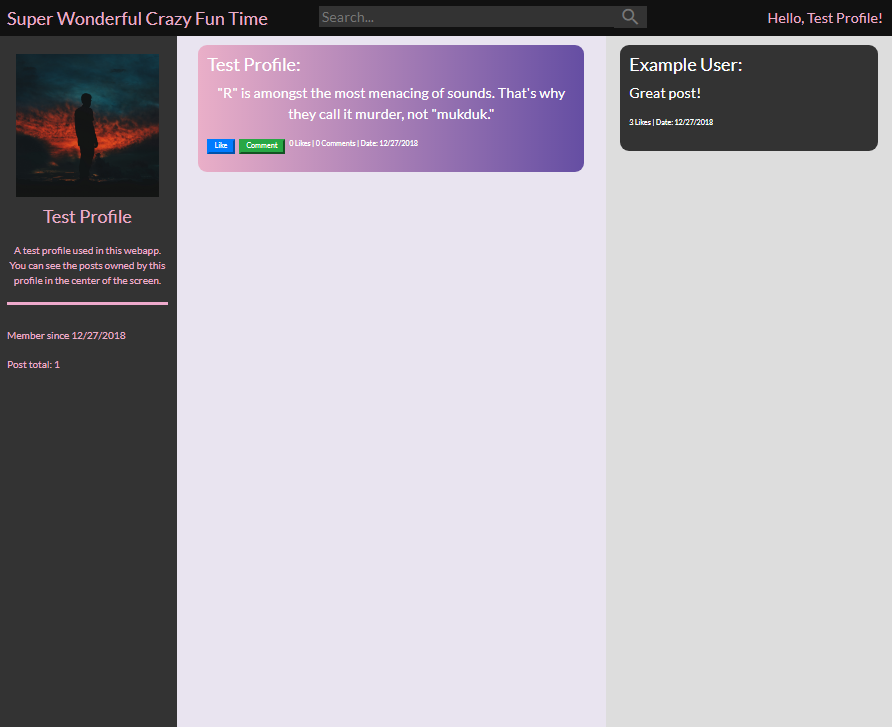 Super Wonderful Crazy Fun Time
Search...
Hello, Test Profile!
Test Profile
A test profile used in this webapp.
You can see the posts owned by this
profile in the center of the screen.
Member since 12/27/2018
Post total: 1
Test Profile:
"R" is amongst the most menacing of sounds. That's why
they call it murder, not "mukduk."
Like Comment 0 Likes | 0 Comments | Date: 12/27/2018
Example User:
Great post!
3 Likes | Date: 12/27/2018